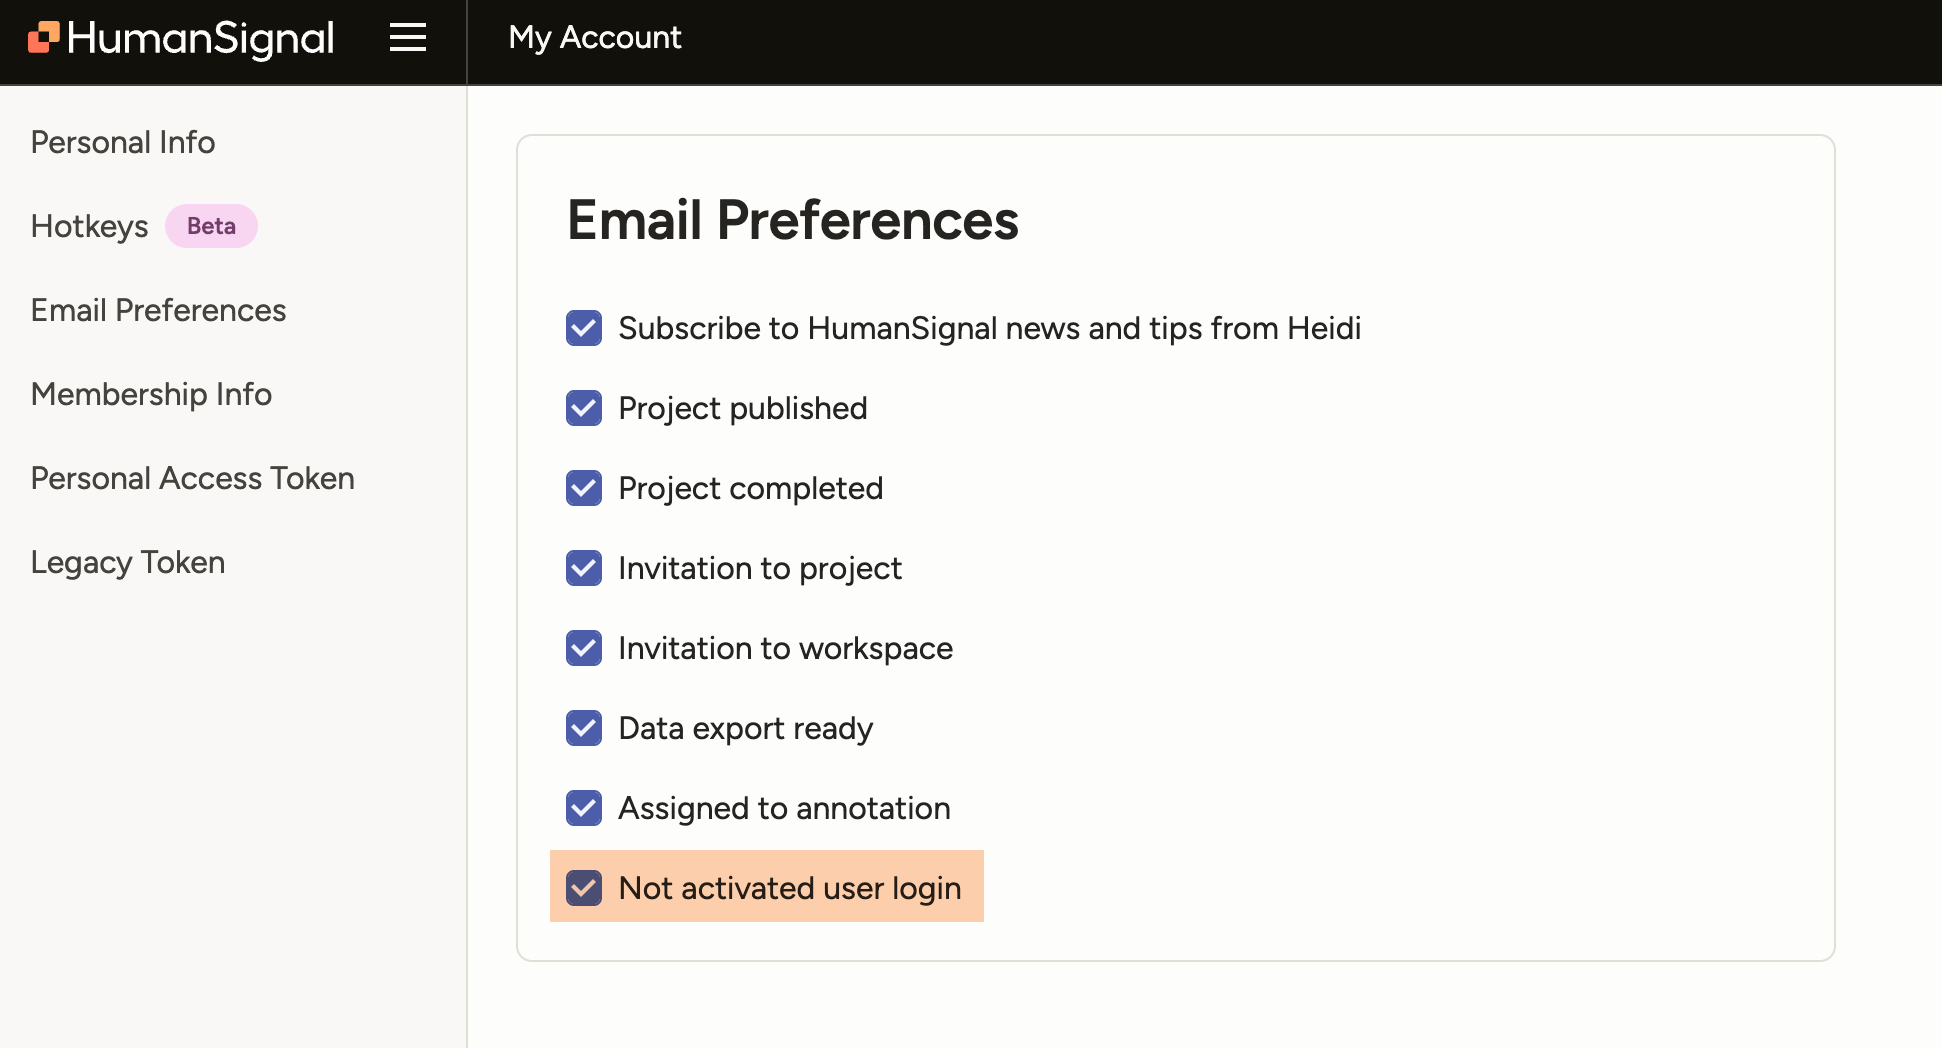 HumanSignal
My Account
Personal Info
Hotkeys Beta
Email Preferences
Membership Info
Personal Access Token
Legacy Token
Email Preferences
Subscribe to HumanSignal news and tips from Heidi
Project published
Project completed
Invitation to project
Invitation to workspace
Data export ready
Assigned to annotation
Not activated user login